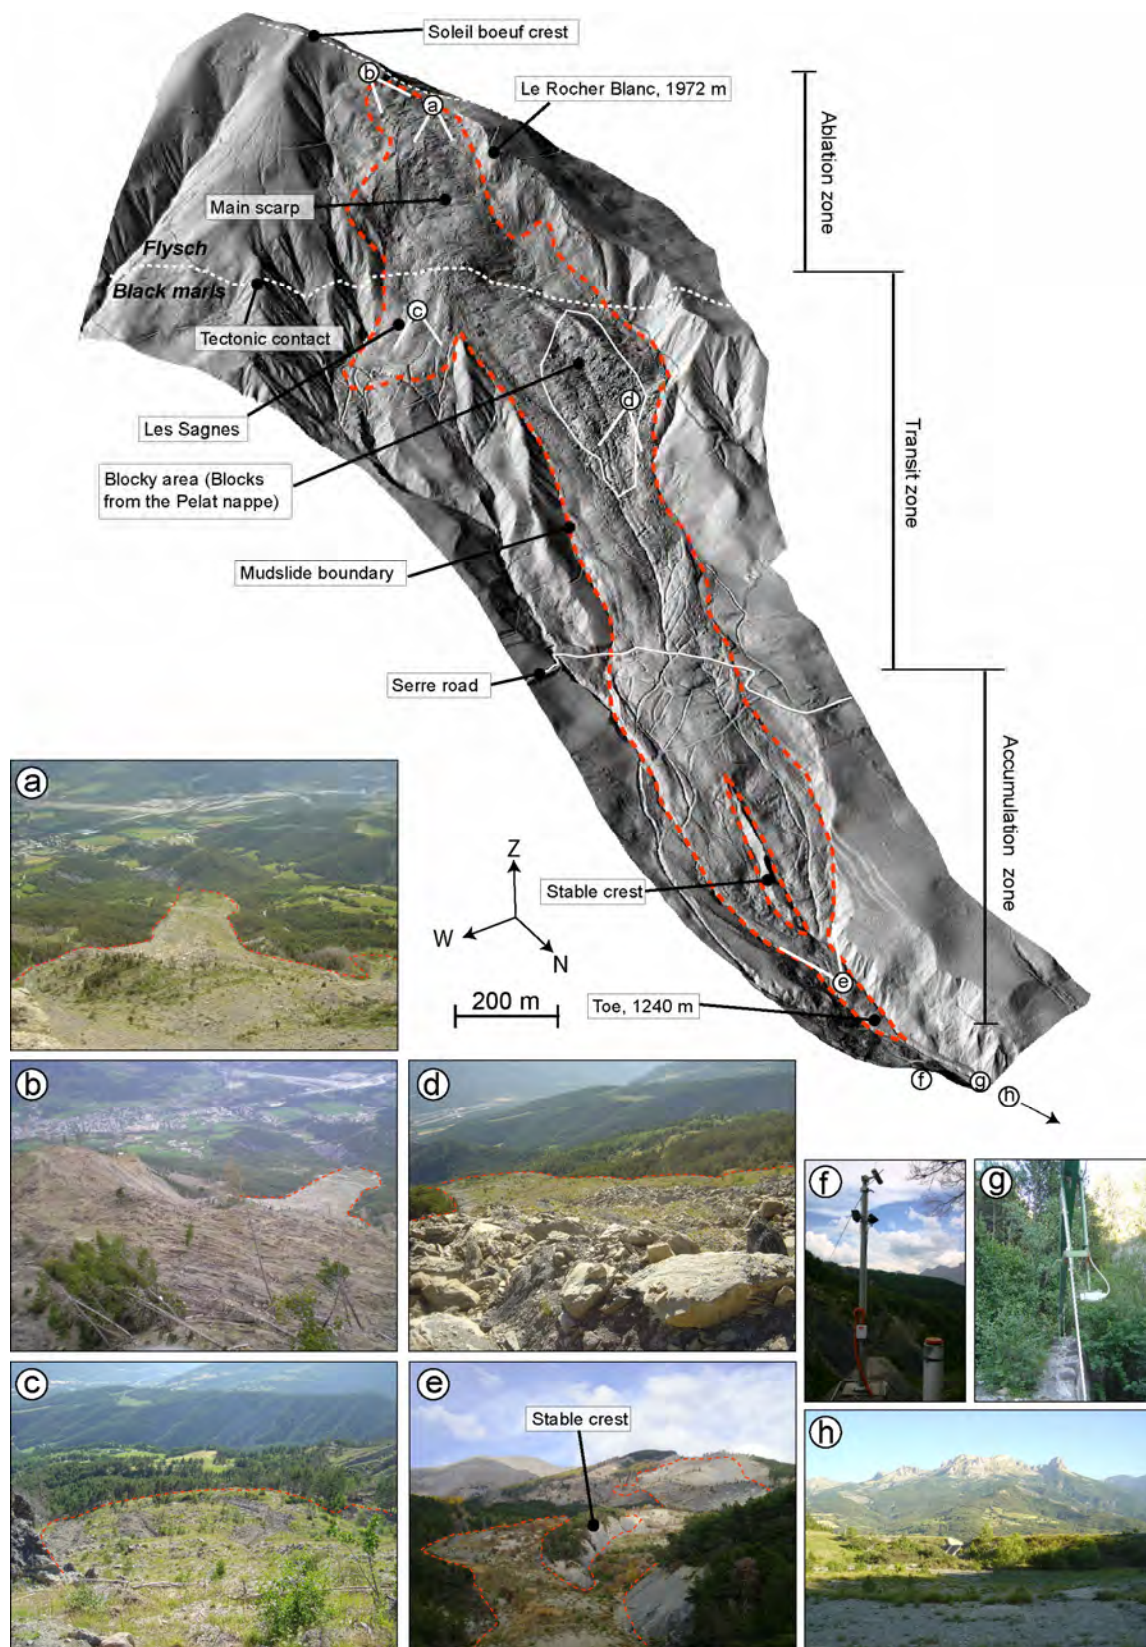 Soleil boeuf crest
b
Le Rocher Blanc, 1972 m
a
Ablation zone
Main scarp
Flysch
Black marls
c
Tectonic contact
d
Les Sagnes
Transit zone
Blocky area (Blocks
from the Pelat nappe)
Mudslide boundary
Serre road
Accumulation zone
a
Z
Stable crest
W
N
e
200 m
Toe, 1240 m
f
g
h
b
d
f
g
c
e
Stable crest
h